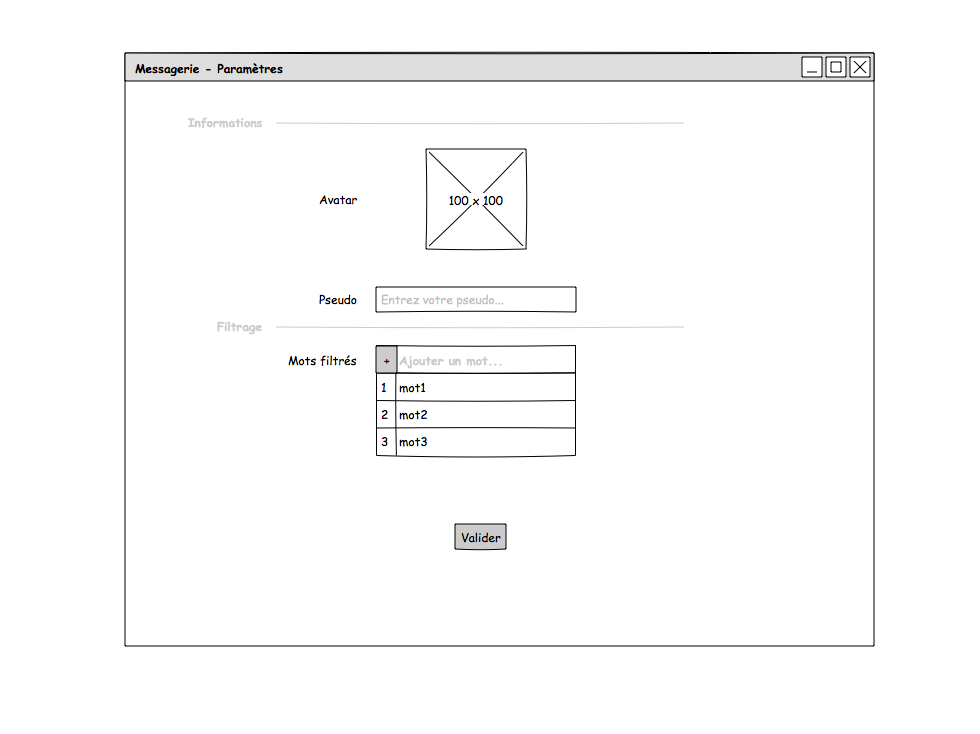 Messagerie - Paramètres
Informations
Avatar
100 x 100
Pseudo
Entrez votre pseudo...
Filtrage
Mots filtrés
+ Ajouter un mot...
1 mot1
2 mot2
3 mot3
Valider